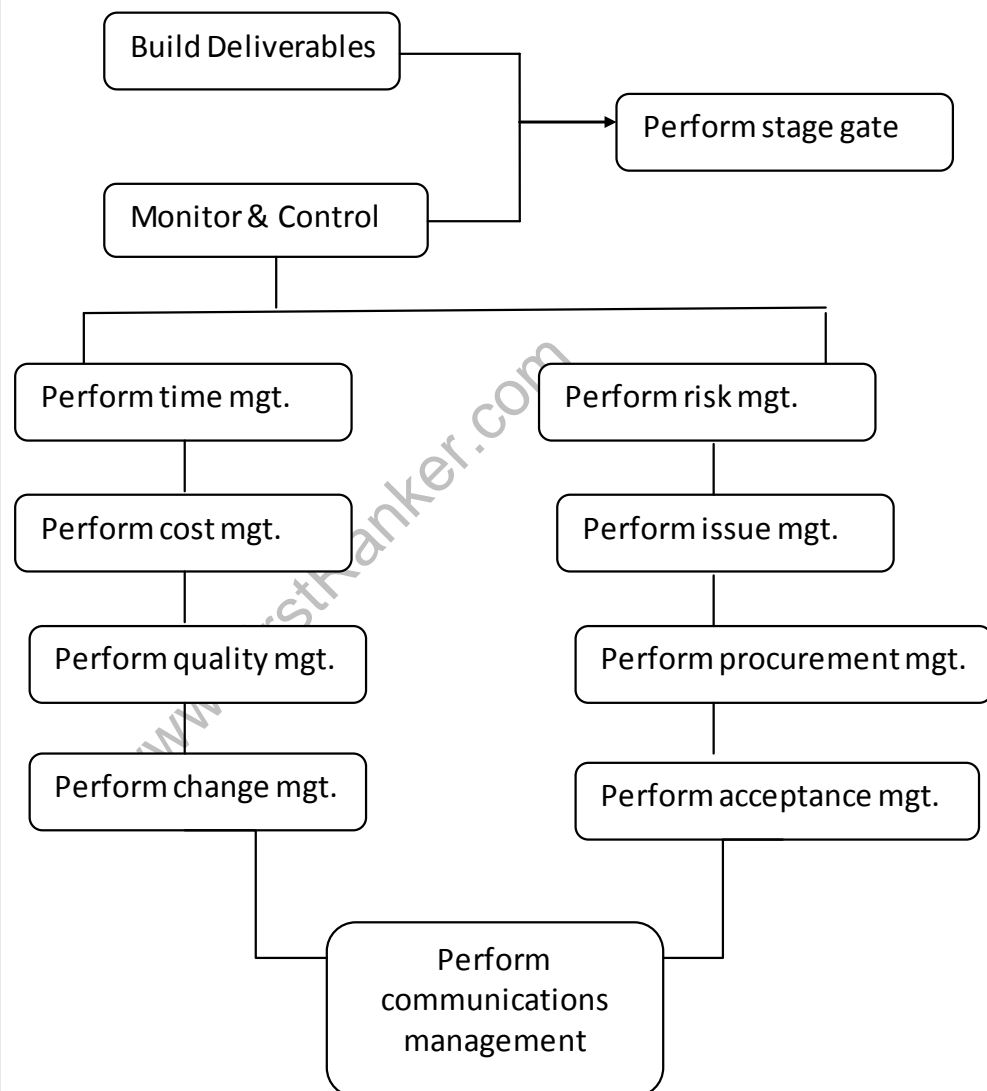 Build Deliverables
Perform stage gate
Monitor & Control
Perform time mgt.
Perform risk mgt.
Perform cost mgt.
Perform issue mgt.
Perform quality mgt.
Perform procurement mgt.
Perform change mgt.
Perform acceptance mgt.
Perform
communications
management